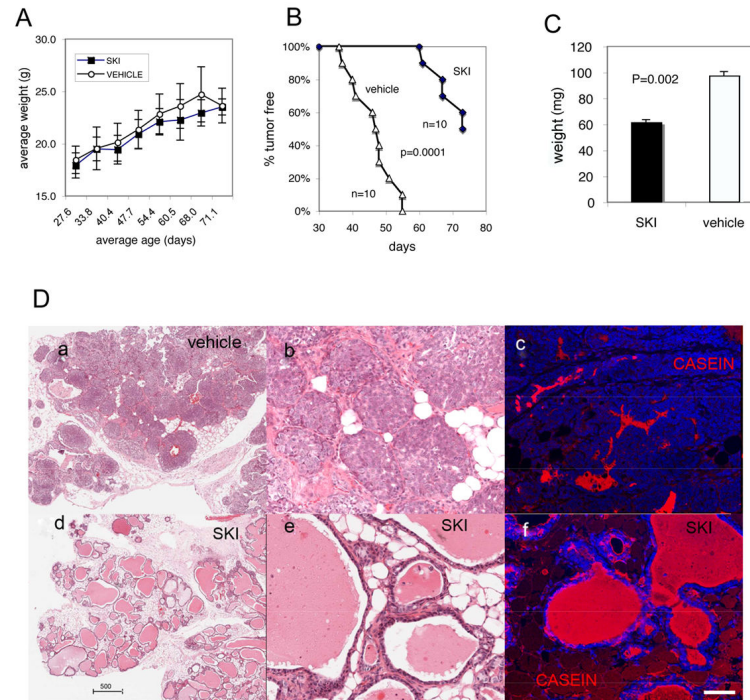 A
30.0
25.0
20.0
15.0
average weight (g)
SKI
VEHICLE
27.6
33.8
40.4
47.7
54.4
60.5
68.0
71.1
average age (days)
B
100%
80%
60%
40%
20%
0%
% tumor free
vehicle
SKI
n=10
p=0.0001
n=10
30 40 50 60 70 80
days
C
120
100
80
60
40
20
0
weight (mg)
P=0.002
SKI vehicle
D
a vehicle
b
c
CASEIN
d SKI
500
e SKI
f SKI
CASEIN